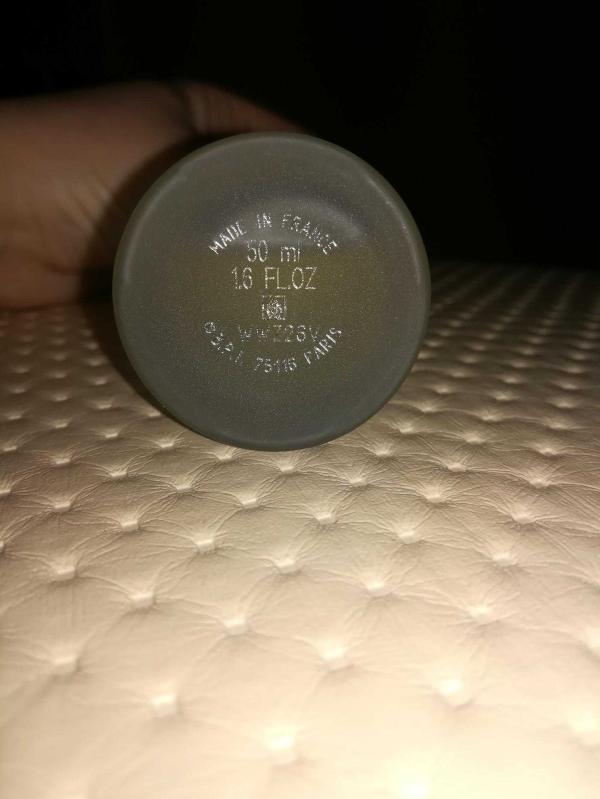 MADE IN FRANCE
50 ml
1.6 FL.OZ
75116 PARIS